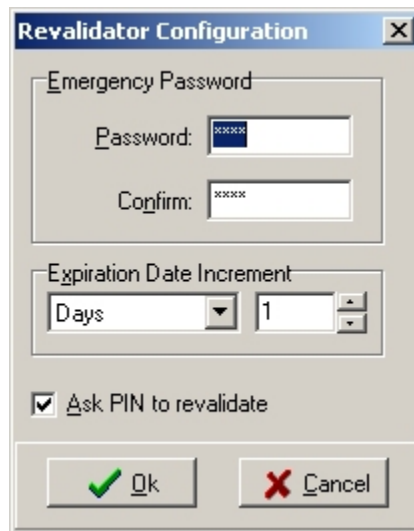 Revalidator Configuration
Emergency Password
Password: ****
Confirm: ****
Expiration Date Increment
Days 1
Ask PIN to revalidate
Ok Cancel